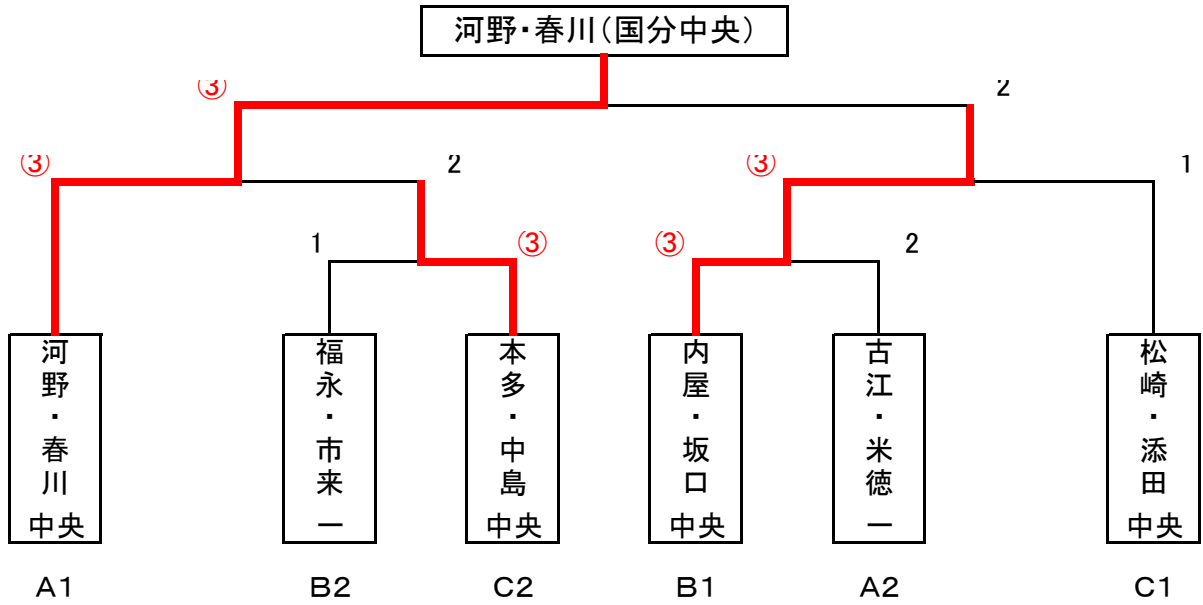 河野・春川(国分中央)
③ 2
③ 2 ③ 1
1 ③ ③ 2
河野・春川
中央
福永・市来
一
本多・中島
中央
内屋・坂口
中央
古江・米徳
一
松崎・添田
中央
A1 B2 C2 B1 A2 C1